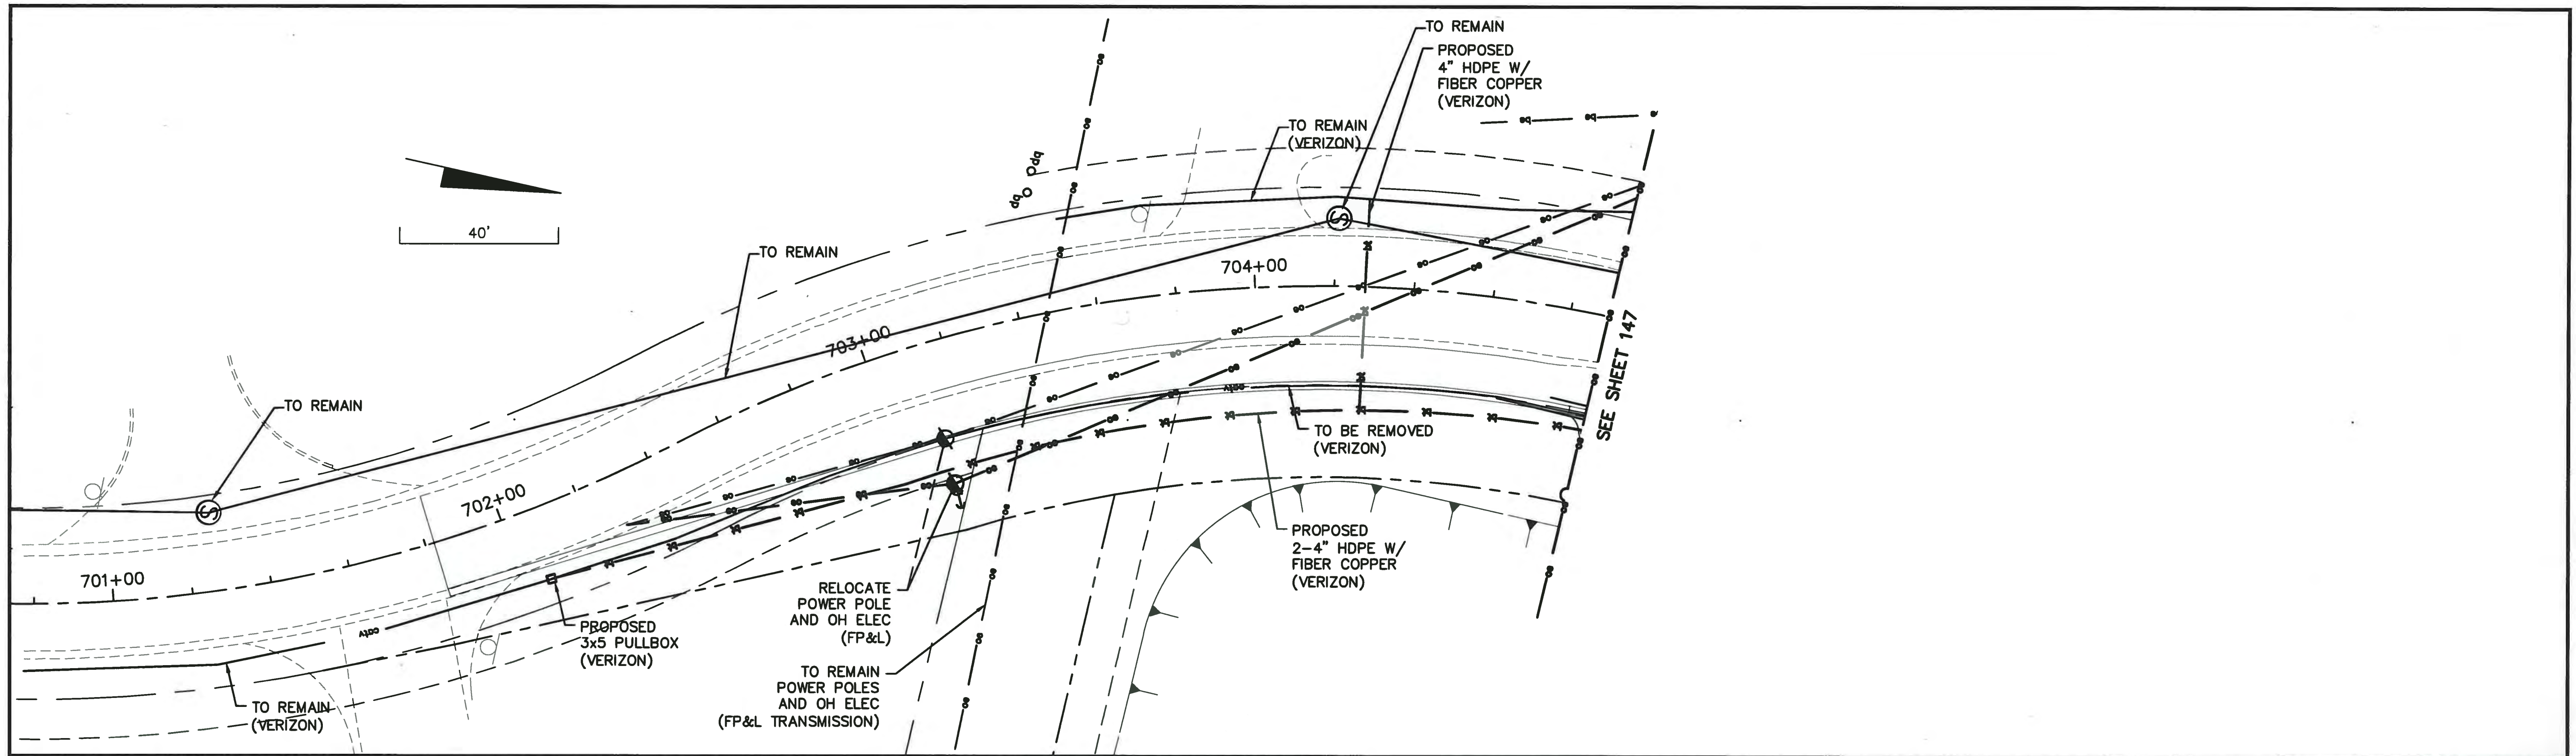 TO REMAIN
PROPOSED
4" HDPE W/
FIBER COPPER
(VERIZON)
TO REMAIN
(VERIZON)
40'
TO REMAIN
704+00
703+00
SEE SHEET 147
TO REMAIN
TO BE REMOVED
(VERIZON)
702+00
PROPOSED
2-4" HDPE W/
FIBER COPPER
(VERIZON)
701+00
RELOCATE
POWER POLE
AND OH ELEC
(FP&L)
PROPOSED
3x5 PULLBOX
(VERIZON)
TO REMAIN
POWER POLES
AND OH ELEC
(FP&L TRANSMISSION)
TO REMAIN
(VERIZON)